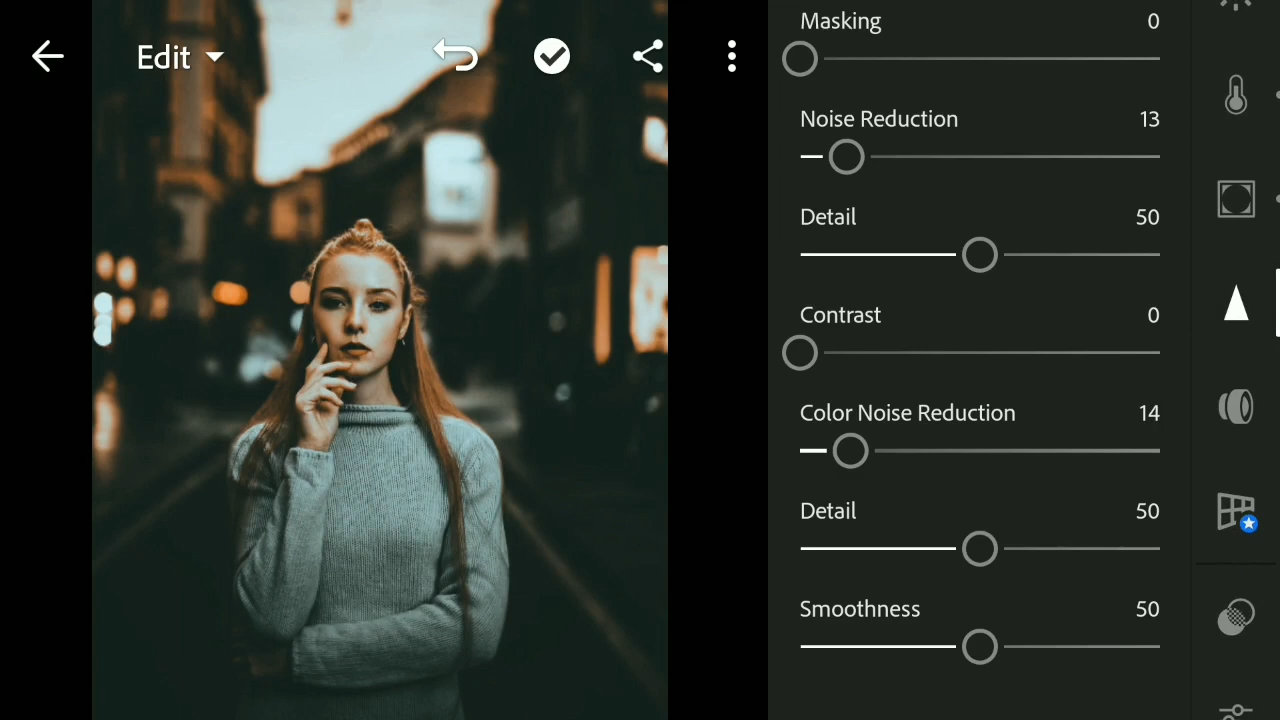 Edit
Masking 0
Noise Reduction 13
Detail 50
Contrast 0
Color Noise Reduction 14
Detail 50
Smoothness 50